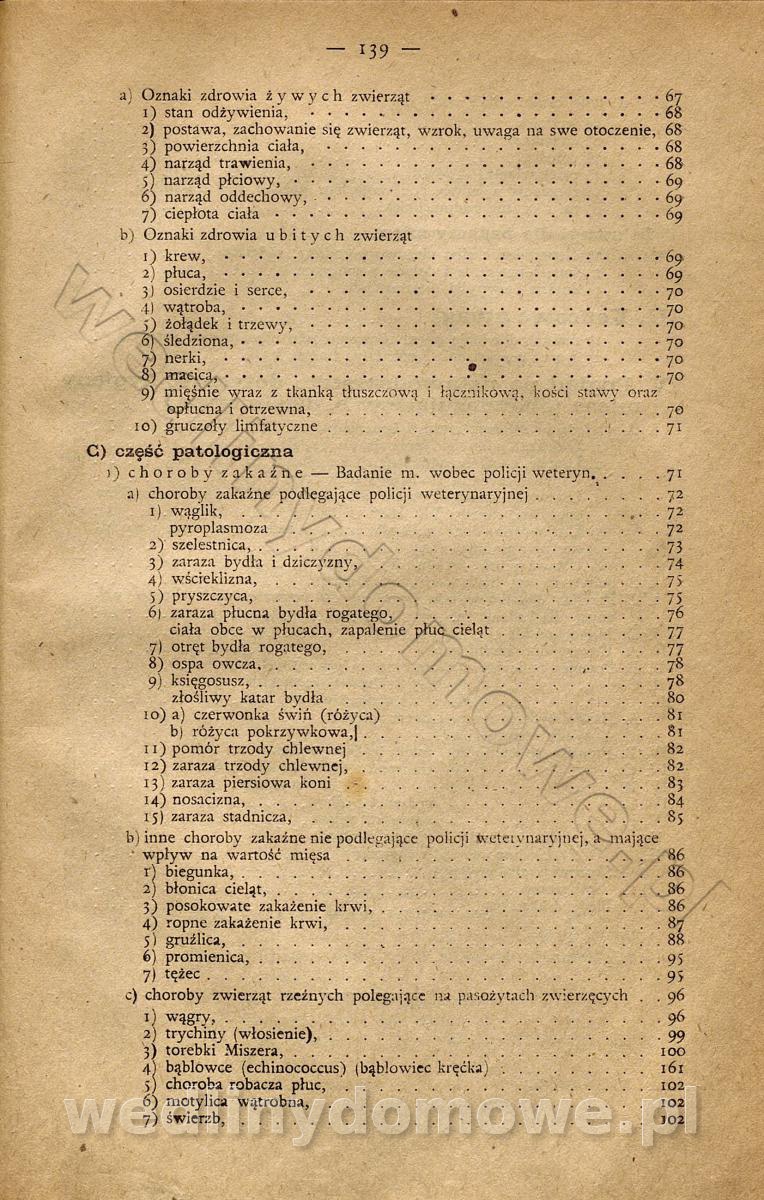 — 139 —
a) Oznaki zdrowia żywych zwierząt . . . . . . . . . . . . . . 67
1) stan odżywienia, . . . . . . . . . . . . . . . . . . . . 68
2) postawa, zachowanie się zwierząt, wzrok, uwaga na swe otoczenie, 68
3) powierzchnia ciała, . . . . . . . . . . . . . . . . . . . 68
4) narząd trawienia, . . . . . . . . . . . . . . . . . . . . 68
5) narząd płciowy, . . . . . . . . . . . . . . . . . . . . . 69
6) narząd oddechowy, . . . . . . . . . . . . . . . . . . . . 69
7) ciepłota ciała . . . . . . . . . . . . . . . . . . . . . . 69
b) Oznaki zdrowia ubitych zwierząt
1) krew, . . . . . . . . . . . . . . . . . . . . . . . . . 69
2) płuca, . . . . . . . . . . . . . . . . . . . . . . . . . 69
3) osierdzie i serce, . . . . . . . . . . . . . . . . . . . . 70
4) wątroba, . . . . . . . . . . . . . . . . . . . . . . . . 70
5) żołądek i trzewy, . . . . . . . . . . . . . . . . . . . . 70
6) śledziona, . . . . . . . . . . . . . . . . . . . . . . . . 70
7) nerki, . . . . . . . . . . . . . . . . . . . . . . . . . 70
8) macica, . . . . . . . . . . . . . . . . . . . . . . . . . 70
9) mięśnie wraz z tkanką tłuszczową i łącznikową, kości stawy oraz
opłucna i otrzewna, . . . . . . . . . . . . . . . . . . . 70
10) gruczoły limfatyczne . . . . . . . . . . . . . . . . . . . 71
C) część patologiczna
1) choroby zakaźne — Badanie m. wobec policji weteryn. . . . . 71
a) choroby zakaźne podlegające policji weterynaryjnej . . . . . . . 72
1) wąglik, . . . . . . . . . . . . . . . . . . . . . . . . 72
pyroplasmoza . . . . . . . . . . . . . . . . . . . . . . 72
2) szelestnica, . . . . . . . . . . . . . . . . . . . . . . . 73
3) zaraza bydła i dziczyzny, . . . . . . . . . . . . . . . . . 74
4) wścieklizna, . . . . . . . . . . . . . . . . . . . . . . . 75
5) pryszczyca, . . . . . . . . . . . . . . . . . . . . . . . 75
6) zaraza płucna bydła rogatego, . . . . . . . . . . . . . . . 76
ciała obce w płucach, zapalenie płuc cieląt . . . . . . . . . 77
7) otręt bydła rogatego, . . . . . . . . . . . . . . . . . . . 77
8) ospa owcza, . . . . . . . . . . . . . . . . . . . . . . . 78
9) księgosusz, . . . . . . . . . . . . . . . . . . . . . . . 78
złośliwy katar bydła . . . . . . . . . . . . . . . . . . . 80
10) a) czerwonka świń (różyca) . . . . . . . . . . . . . . . . 81
b) różyca pokrzywkowa, . . . . . . . . . . . . . . . . . . 81
11) pomór trzody chlewnej . . . . . . . . . . . . . . . . . . 82
12) zaraza trzody chlewnej, . . . . . . . . . . . . . . . . . . 82
13) zaraza piersiowa koni . . . . . . . . . . . . . . . . . . . 83
14) nosacizna, . . . . . . . . . . . . . . . . . . . . . . . . 84
15) zaraza stadnicza, . . . . . . . . . . . . . . . . . . . . . 85
b) inne choroby zakaźne nie podlegające policji weterynaryjnej, a mające
wpływ na wartość mięsa . . . . . . . . . . . . . . . . . . 86
1) biegunka, . . . . . . . . . . . . . . . . . . . . . . . . 86
2) błonica cieląt, . . . . . . . . . . . . . . . . . . . . . . 86
3) posokowate zakażenie krwi, . . . . . . . . . . . . . . . . 86
4) ropne zakażenie krwi, . . . . . . . . . . . . . . . . . . . 87
5) gruźlica, . . . . . . . . . . . . . . . . . . . . . . . . . 88
6) promienica, . . . . . . . . . . . . . . . . . . . . . . . 95
7) tężec . . . . . . . . . . . . . . . . . . . . . . . . . . 95
c) choroby zwierząt rzeźnych polegające na pasożytach zwierzęcych . . 96
1) wągry, . . . . . . . . . . . . . . . . . . . . . . . . . 96
2) trychiny (włosienie), . . . . . . . . . . . . . . . . . . . 99
3) torebki Miszera, . . . . . . . . . . . . . . . . . . . . . 100
4) bąblowce (echinococcus) (bąblowiec kręćka) . . . . . . . . . 161
5) choroba robacza płuc, . . . . . . . . . . . . . . . . . . . 102
6) motylica wątrobna, . . . . . . . . . . . . . . . . . . . . 102
7) świerzb, . . . . . . . . . . . . . . . . . . . . . . . . . 102
wedlinydomowe.pl
wedlinydomowe.pl